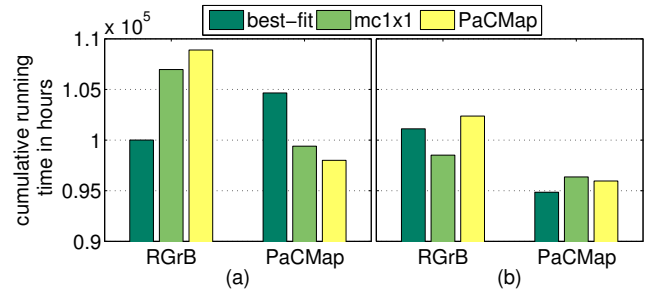 x 10^5
best-fit mc1x1 PaCMap
cumulative running
time in hours
1.1
1.05
1
0.95
0.9
RGrB PaCMap RGrB PaCMap
(a) (b)